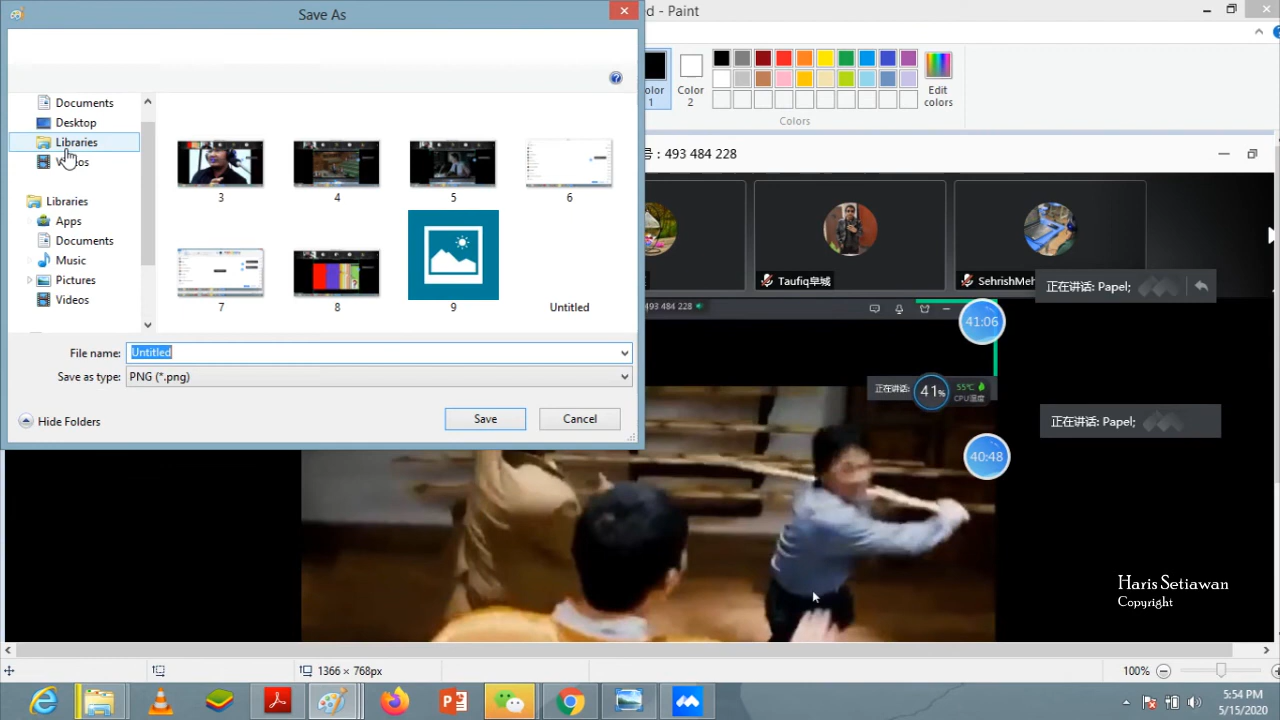 Save As
d - Paint
Documents
Desktop
Libraries
Libraries
Apps
Documents
Music
Pictures
Videos
3
4
5
6
7
8
9
Untitled
File name:
Untitled
Save as type:
PNG (*.png)
Hide Folders
Save
Cancel
olor
1
Color
2
Edit
colors
Colors
号: 493 484 228
Taufiq阜城
SehrishMeh
正在讲话: Papel;
493 484 228
41:06
正在讲话:
41%
55℃
CPU温度
正在讲话: Papel;
40:48
Haris Setiawan
Copyright
1366 × 768px
100%
5:54 PM
5/15/2020